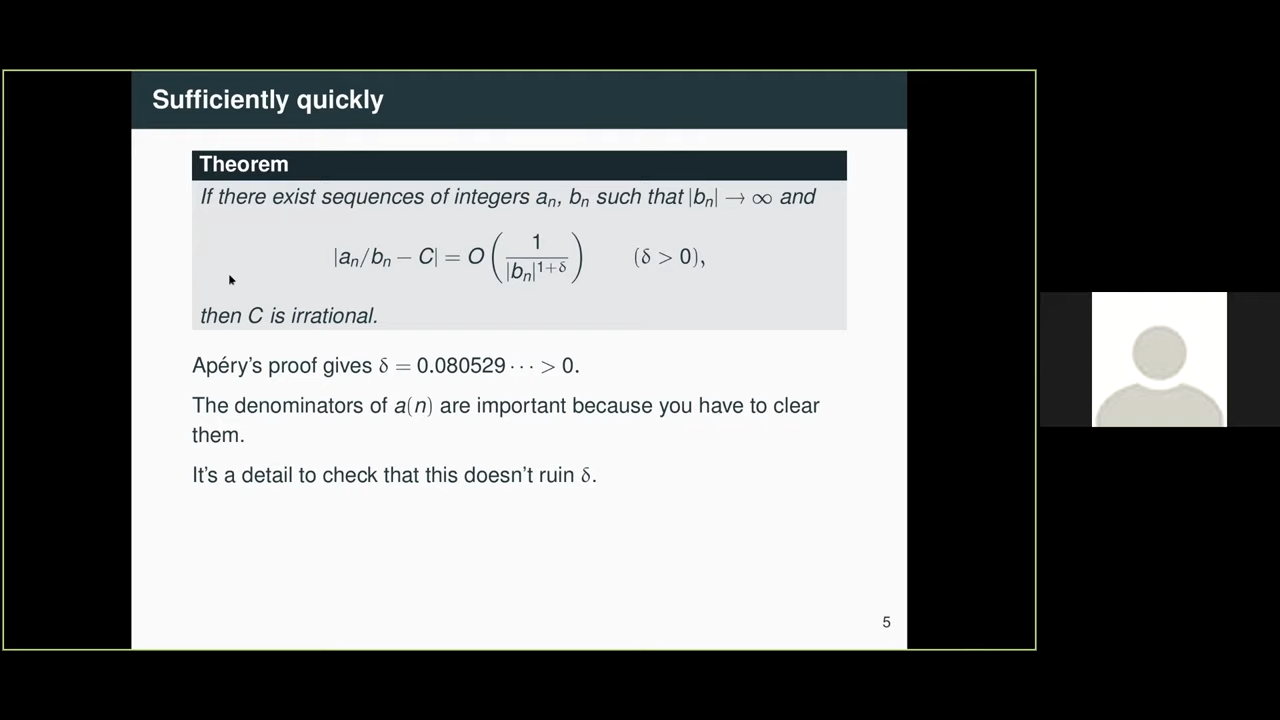 Sufficiently quickly
Theorem
If there exist sequences of integers aₙ, bₙ such that |bₙ| → ∞ and
|aₙ/bₙ − C| = O(1/|bₙ|^{1+δ}) (δ > 0),
then C is irrational.
Apéry's proof gives δ = 0.080529··· > 0.
The denominators of a(n) are important because you have to clear
them.
It's a detail to check that this doesn't ruin δ.
5